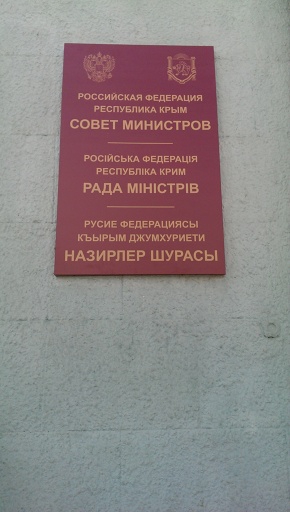 РОССИЙСКАЯ ФЕДЕРАЦИЯ
РЕСПУБЛИКА КРЫМ
СОВЕТ МИНИСТРОВ
РОСІЙСЬКА ФЕДЕРАЦІЯ
РЕСПУБЛІКА КРИМ
РАДА МІНІСТРІВ
РУСИЕ ФЕДЕРАЦИЯСЫ
КЪЫРЫМ ДЖУМХУРИЕТИ
НАЗИРЛЕР ШУРАСЫ